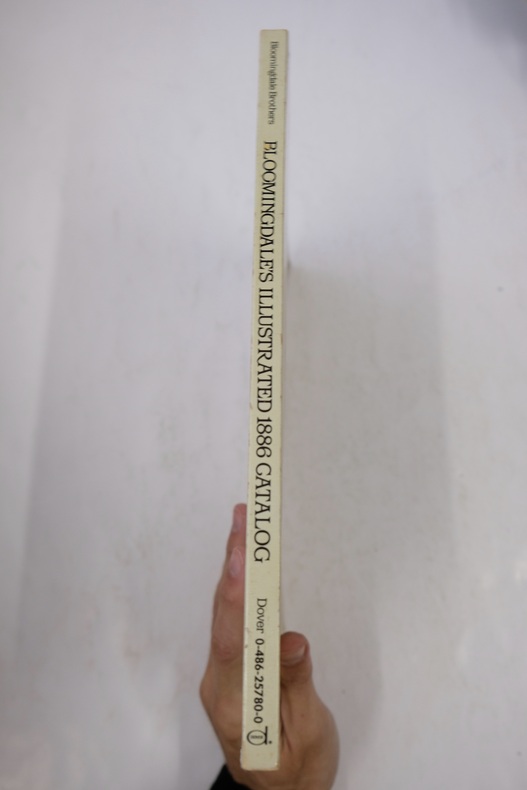 Bloomingdale Brothers
BLOOMINGDALE'S ILLUSTRATED 1886 CATALOG
Dover 0-486-25780-0